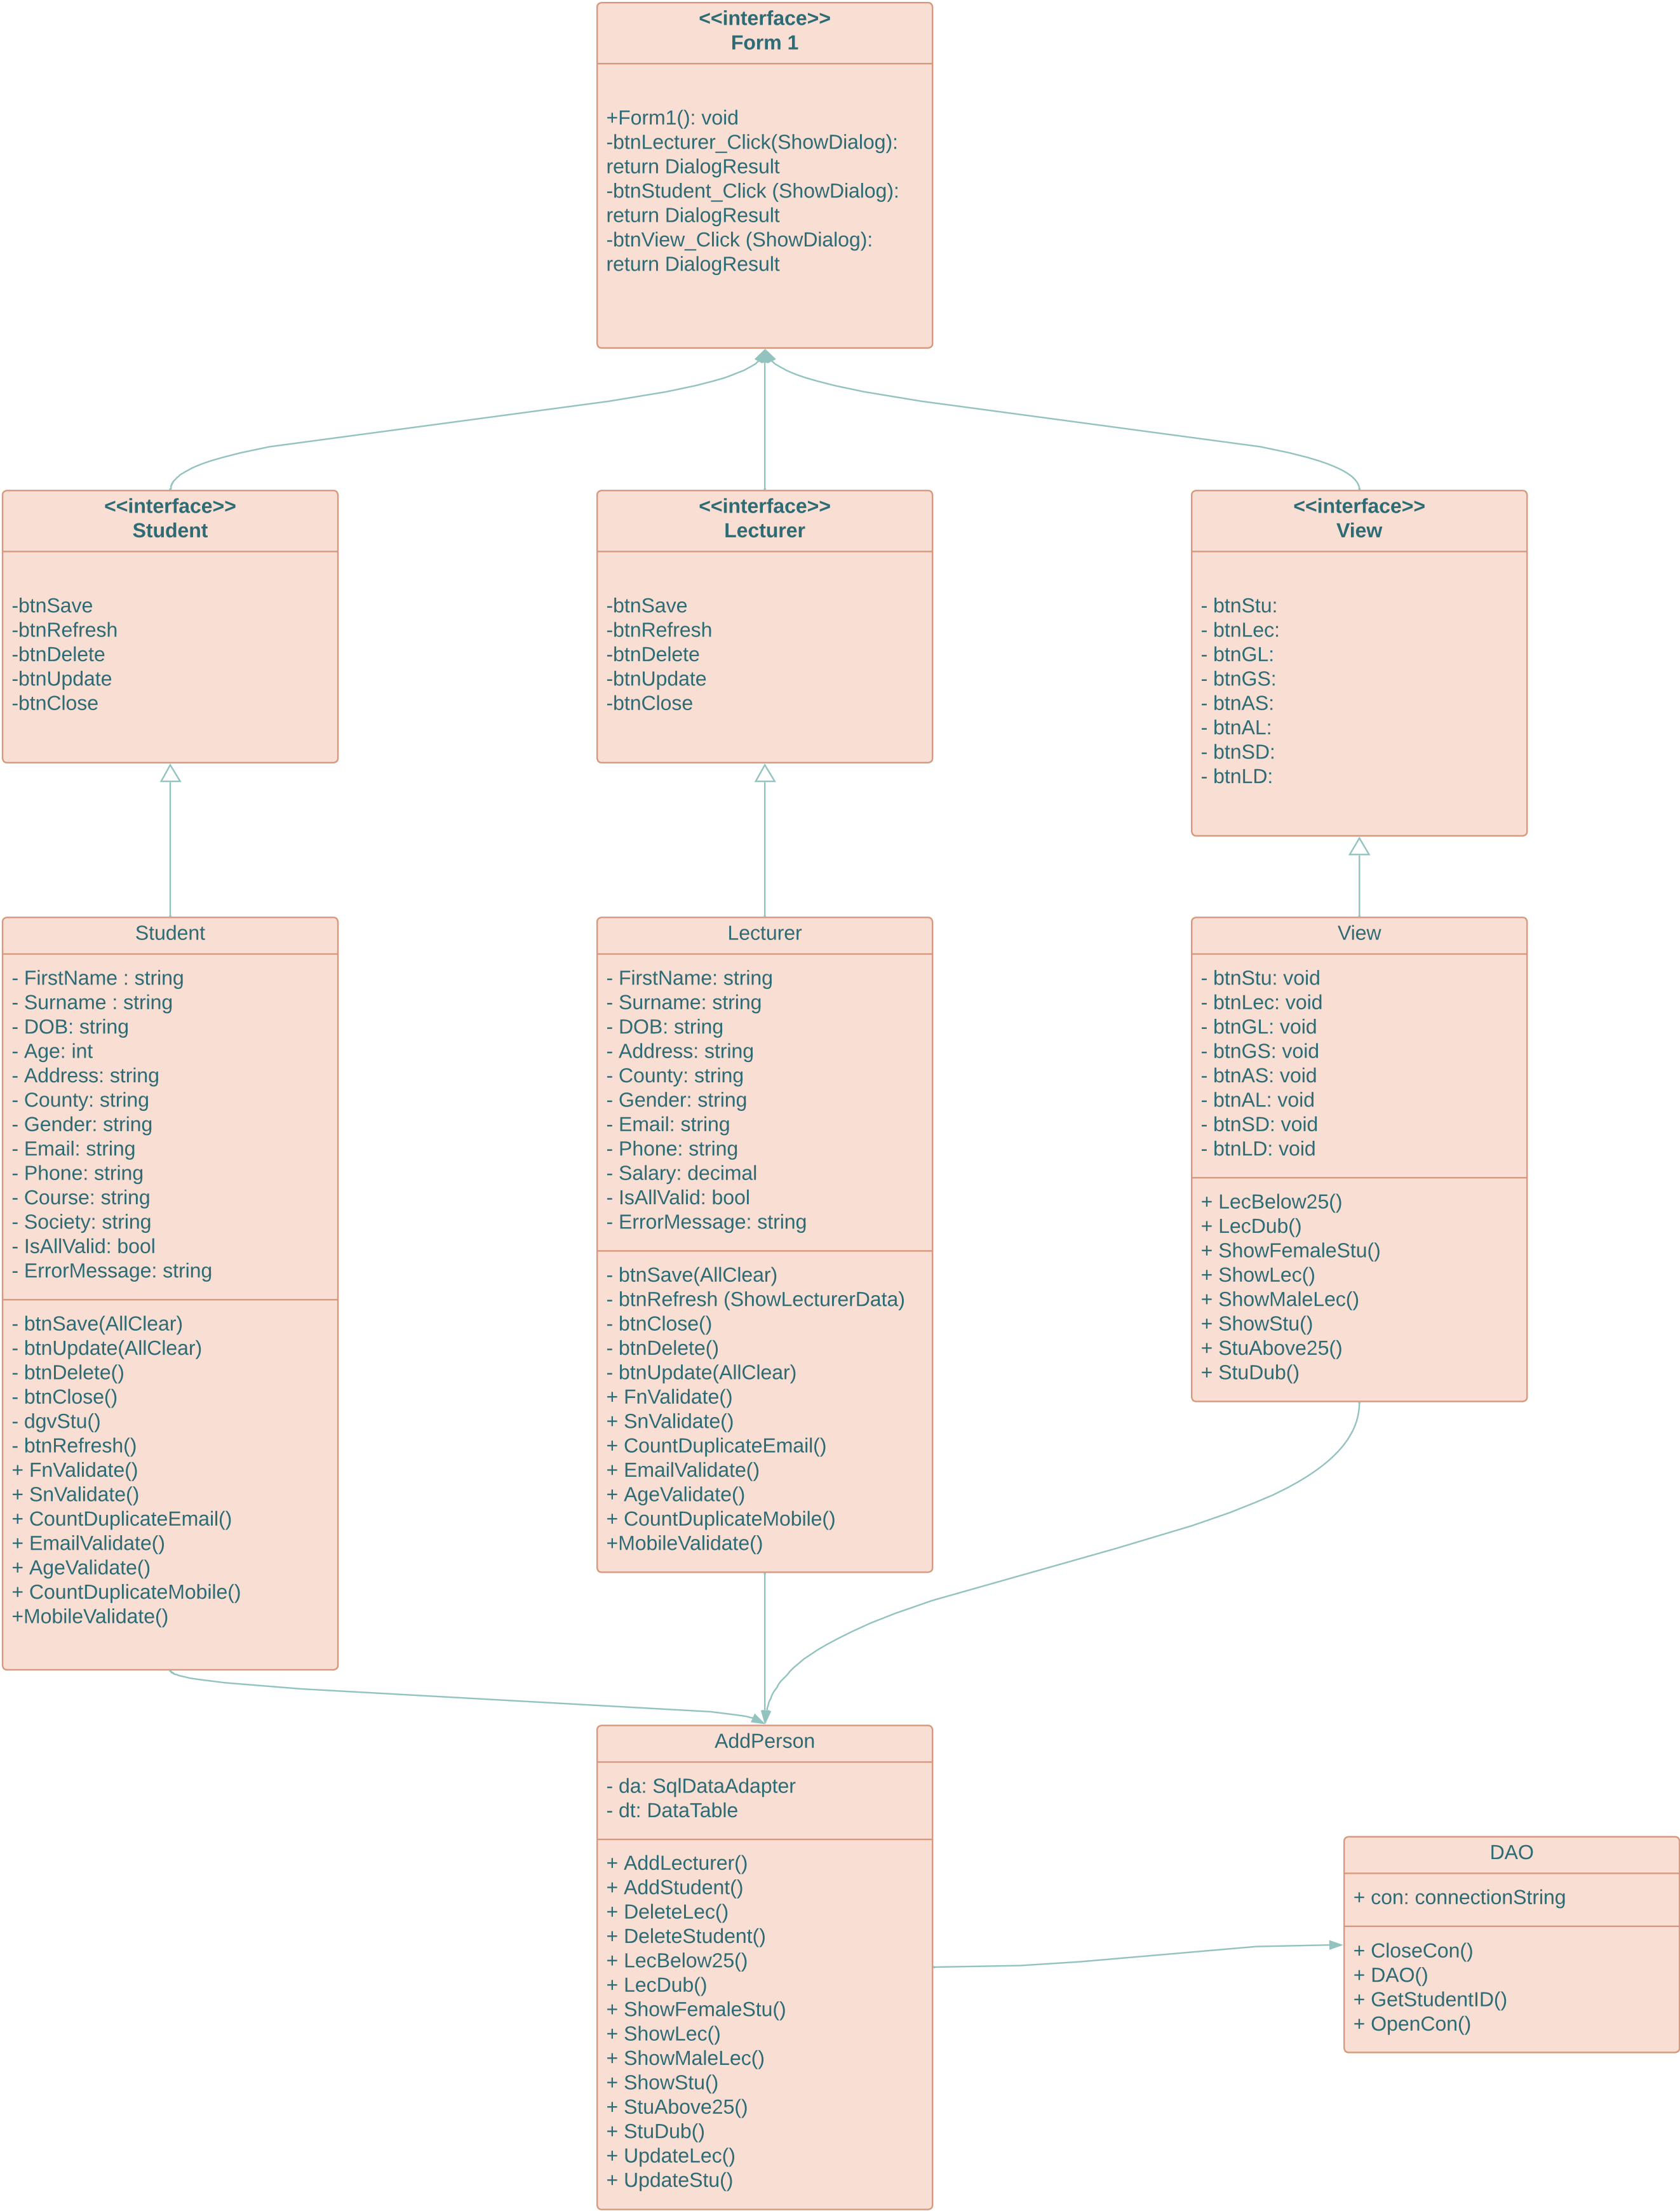 <<interface>>
Form 1
+Form1(): void
-btnLecturer_Click(ShowDialog):
return DialogResult
-btnStudent_Click (ShowDialog):
return DialogResult
-btnView_Click (ShowDialog):
return DialogResult
<<interface>>
Student
-btnSave
-btnRefresh
-btnDelete
-btnUpdate
-btnClose
<<interface>>
Lecturer
-btnSave
-btnRefresh
-btnDelete
-btnUpdate
-btnClose
<<interface>>
View
- btnStu:
- btnLec:
- btnGL:
- btnGS:
- btnAS:
- btnAL:
- btnSD:
- btnLD:
Student
- FirstName : string
- Surname : string
- DOB: string
- Age: int
- Address: string
- County: string
- Gender: string
- Email: string
- Phone: string
- Course: string
- Society: string
- IsAllValid: bool
- ErrorMessage: string
- btnSave(AllClear)
- btnUpdate(AllClear)
- btnDelete()
- btnClose()
- dgvStu()
- btnRefresh()
+ FnValidate()
+ SnValidate()
+ CountDuplicateEmail()
+ EmailValidate()
+ AgeValidate()
+ CountDuplicateMobile()
+MobileValidate()
Lecturer
- FirstName: string
- Surname: string
- DOB: string
- Address: string
- County: string
- Gender: string
- Email: string
- Phone: string
- Salary: decimal
- IsAllValid: bool
- ErrorMessage: string
- btnSave(AllClear)
- btnRefresh (ShowLecturerData)
- btnClose()
- btnDelete()
- btnUpdate(AllClear)
+ FnValidate()
+ SnValidate()
+ CountDuplicateEmail()
+ EmailValidate()
+ AgeValidate()
+ CountDuplicateMobile()
+MobileValidate()
View
- btnStu: void
- btnLec: void
- btnGL: void
- btnGS: void
- btnAS: void
- btnAL: void
- btnSD: void
- btnLD: void
+ LecBelow25()
+ LecDub()
+ ShowFemaleStu()
+ ShowLec()
+ ShowMaleLec()
+ ShowStu()
+ StuAbove25()
+ StuDub()
AddPerson
- da: SqlDataAdapter
- dt: DataTable
+ AddLecturer()
+ AddStudent()
+ DeleteLec()
+ DeleteStudent()
+ LecBelow25()
+ LecDub()
+ ShowFemaleStu()
+ ShowLec()
+ ShowMaleLec()
+ ShowStu()
+ StuAbove25()
+ StuDub()
+ UpdateLec()
+ UpdateStu()
DAO
+ con: connectionString
+ CloseCon()
+ DAO()
+ GetStudentID()
+ OpenCon()